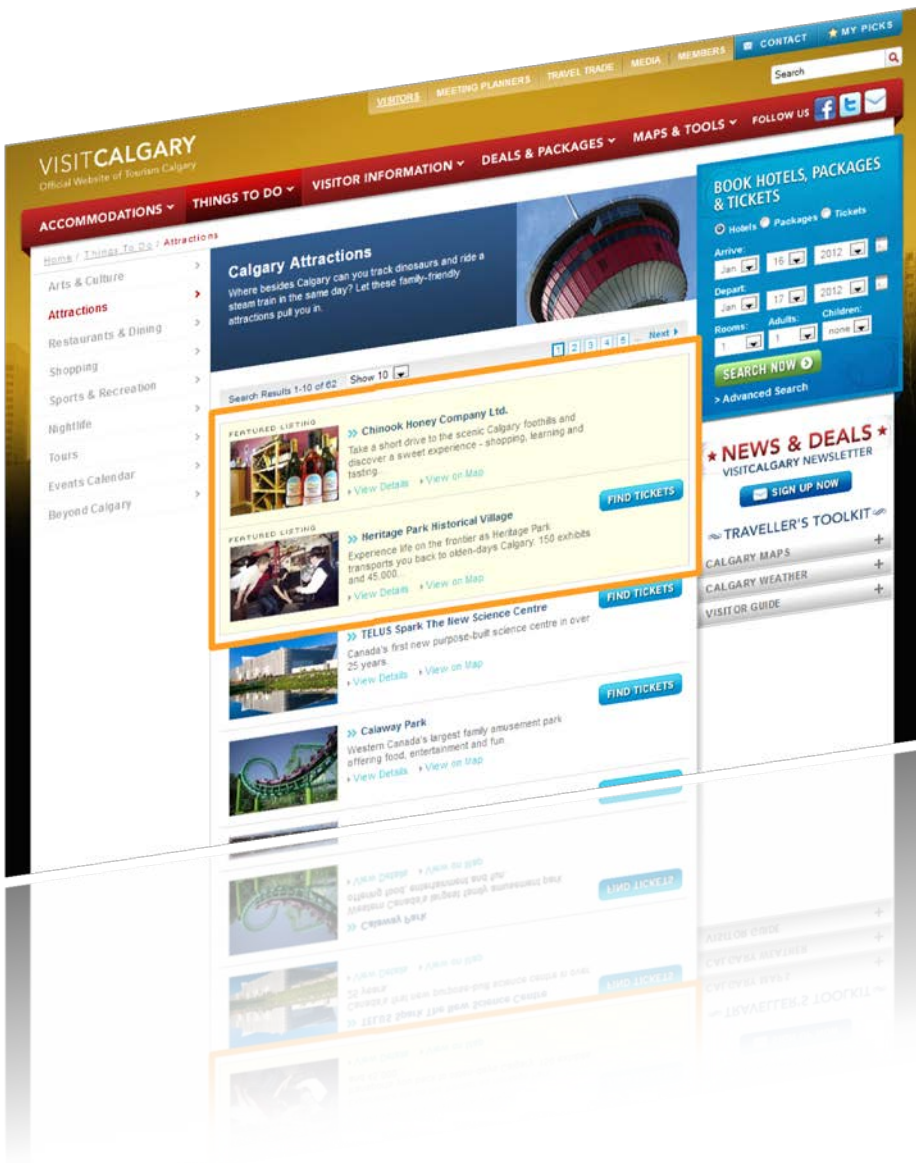 VISITORS MEETING PLANNERS TRAVEL TRADE MEDIA MEMBERS CONTACT MY PICKS
Search
VISITCALGARY
Official Website of Tourism Calgary
ACCOMMODATIONS THINGS TO DO VISITOR INFORMATION DEALS & PACKAGES MAPS & TOOLS FOLLOW US
Home / Things To Do / Attractions
Arts & Culture
Attractions
Restaurants & Dining
Shopping
Sports & Recreation
Nightlife
Tours
Events Calendar
Beyond Calgary
Calgary Attractions
Where besides Calgary can you track dinosaurs and ride a
steam train in the same day? Let these family-friendly
attractions pull you in.
Search Results 1-10 of 62 Show 10 1 2 3 4 5 ... Next
FEATURED LISTING
Chinook Honey Company Ltd.
Take a short drive to the scenic Calgary foothills and
discover a sweet experience - shopping, learning and
tasting...
View Details View on Map
FEATURED LISTING
FIND TICKETS
Heritage Park Historical Village
Experience life on the frontier as Heritage Park
transports you back to olden-days Calgary. 150 exhibits
and 45,000...
View Details View on Map
FIND TICKETS
TELUS Spark The New Science Centre
Canada's first new purpose-built science centre in over
25 years.
View Details View on Map
FIND TICKETS
Calaway Park
Western Canada's largest family amusement park
offering food, entertainment and fun
View Details View on Map
BOOK HOTELS, PACKAGES
& TICKETS
Hotels Packages Tickets
Arrive:
Jan 16 2012
Depart:
Jan 17 2012
Rooms: Adults: Children:
1 1 none
SEARCH NOW
> Advanced Search
NEWS & DEALS
VISITCALGARY NEWSLETTER
SIGN UP NOW
TRAVELLER'S TOOLKIT
CALGARY MAPS +
CALGARY WEATHER +
VISITOR GUIDE +